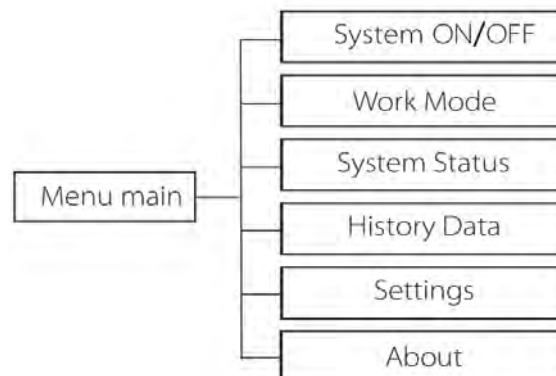 System ON/OFF
Work Mode
System Status
Menu main
History Data
Settings
About